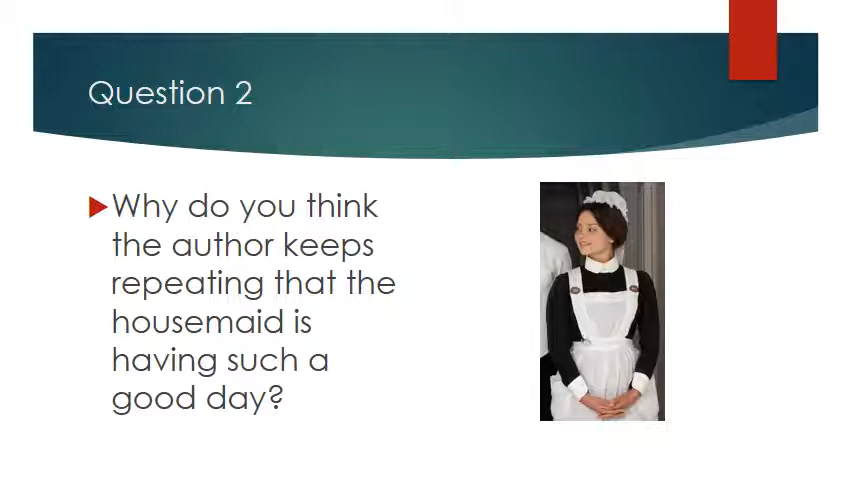 Question 2
Why do you think
the author keeps
repeating that the
housemaid is
having such a
good day?